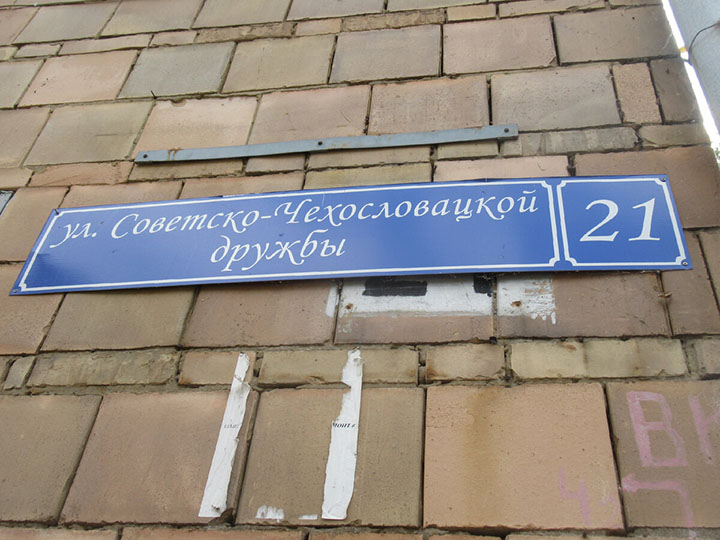 ул. Советско-Чехословацкой
дружбы
21